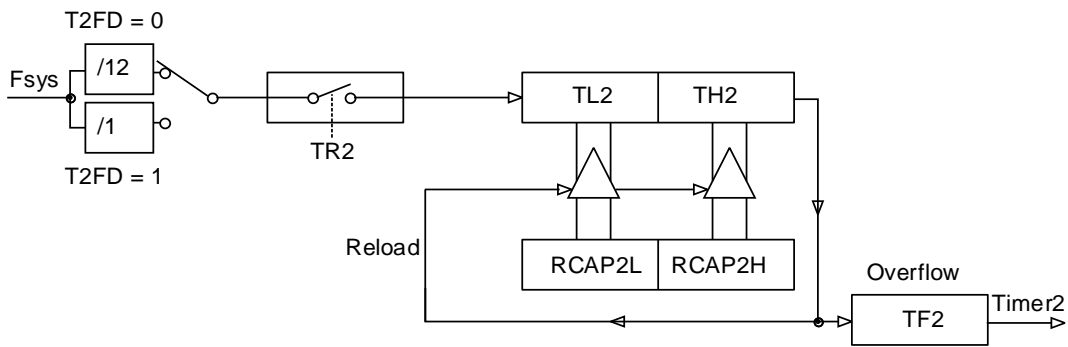 T2FD = 0
Fsys
/12
/1
T2FD = 1
TR2
TL2
TH2
Reload
RCAP2L
RCAP2H
Overflow
TF2
Timer2